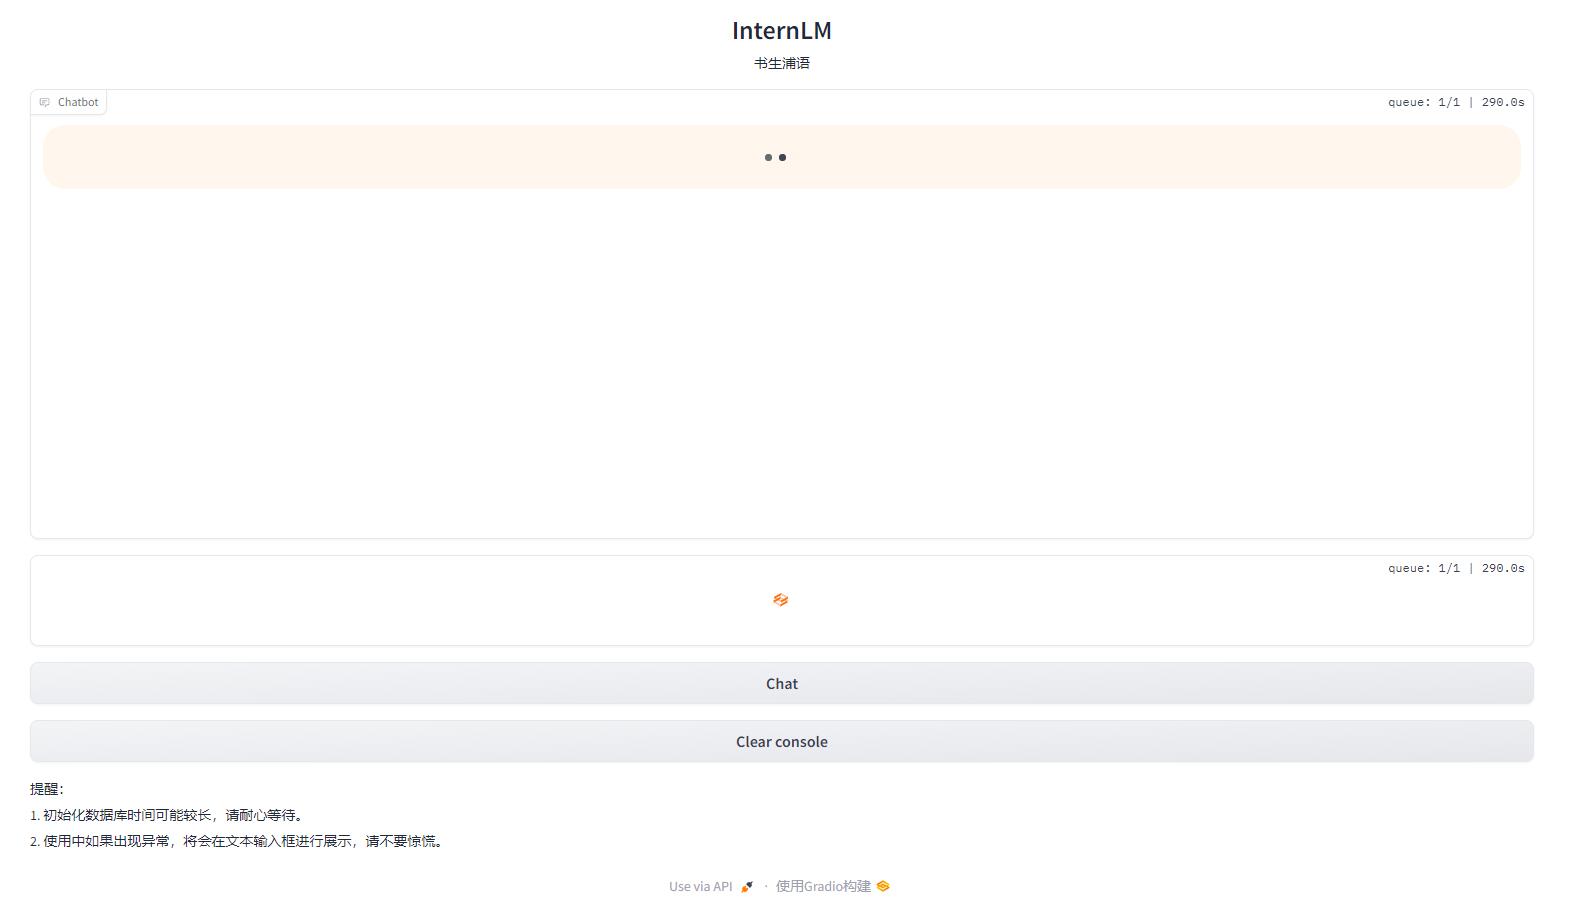 InternLM
书生浦语
Chatbot
queue: 1/1 | 290.0s
queue: 1/1 | 290.0s
Chat
Clear console
提醒：
1. 初始化数据库时间可能较长，请耐心等待。
2. 使用中如果出现异常，将会在文本输入框进行展示，请不要惊慌。
Use via API · 使用Gradio构建